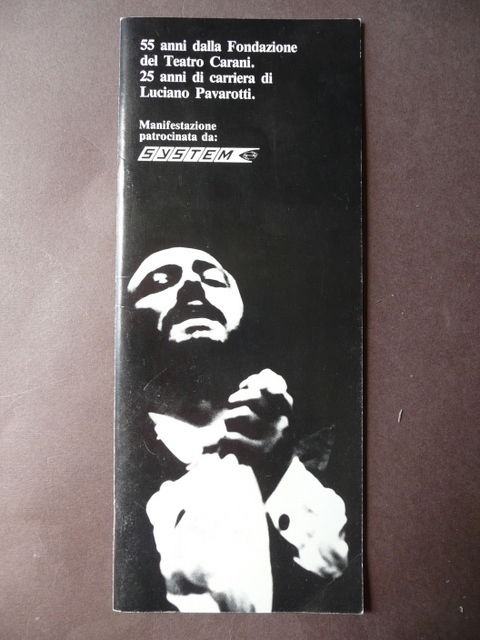 55 anni dalla Fondazione
del Teatro Carani.
25 anni di carriera di
Luciano Pavarotti.
Manifestazione
patrocinata da:
SYSTEM